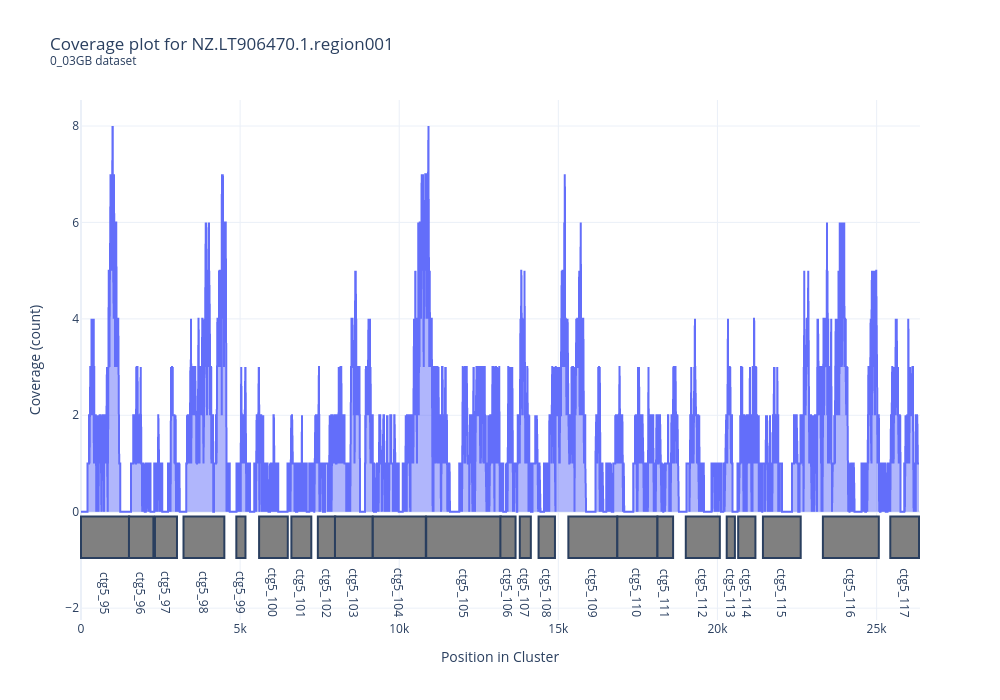 Coverage plot for NZ.LT906470.1.region001
0_03GB dataset
Coverage (count)
8
6
4
2
0
−2
ctg5_95
ctg5_96
ctg5_97
ctg5_98
ctg5_99
ctg5_100
ctg5_101
ctg5_102
ctg5_103
ctg5_104
ctg5_105
ctg5_106
ctg5_107
ctg5_108
ctg5_109
ctg5_110
ctg5_111
ctg5_112
ctg5_113
ctg5_114
ctg5_115
ctg5_116
ctg5_117
0
5k
10k
15k
20k
25k
Position in Cluster